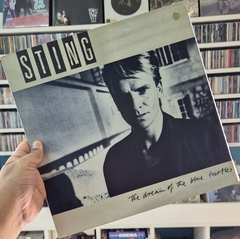 STING
the dream of the blue turtles